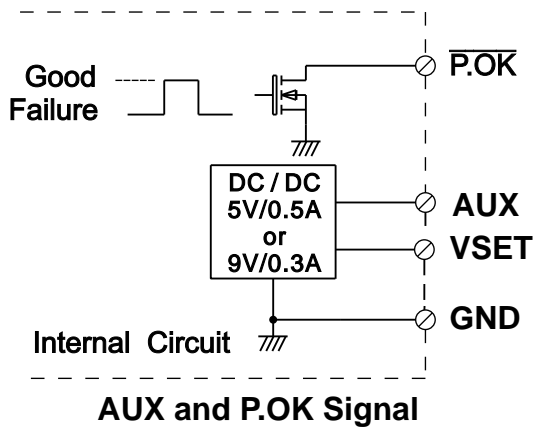 P.OK
Good
Failure
DC / DC
5V/0.5A
or
9V/0.3A
AUX
VSET
GND
Internal Circuit
AUX and P.OK Signal